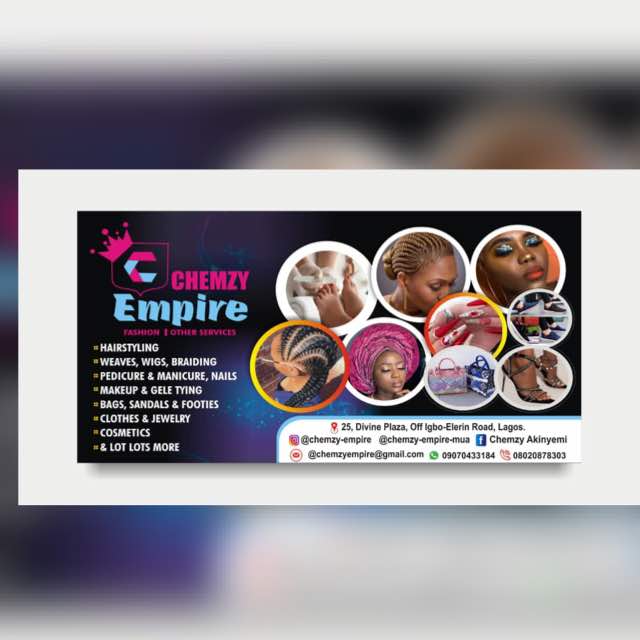 C
CHEMZY
Empire
FASHION | OTHER SERVICES
HAIRSTYLING
WEAVES, WIGS, BRAIDING
PEDICURE & MANICURE, NAILS
MAKEUP & GELE TYING
BAGS, SANDALS & FOOTIES
CLOTHES & JEWELRY
COSMETICS
& LOT LOTS MORE
25, Divine Plaza, Off Igbo-Elerin Road, Lagos.
@chemzy-empire @chemzy-empire-mua Chemzy Akinyemi
@chemzyempire@gmail.com 09070433184 08020878303